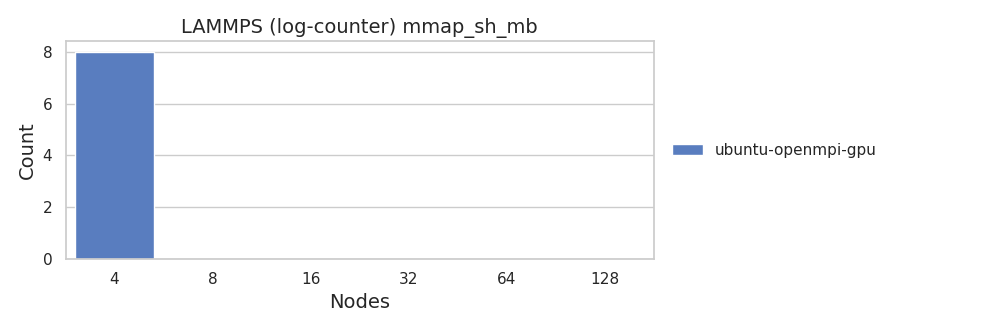 LAMMPS (log-counter) mmap_sh_mb
8
6
4
2
0
Count
4 8 16 32 64 128
Nodes
ubuntu-openmpi-gpu